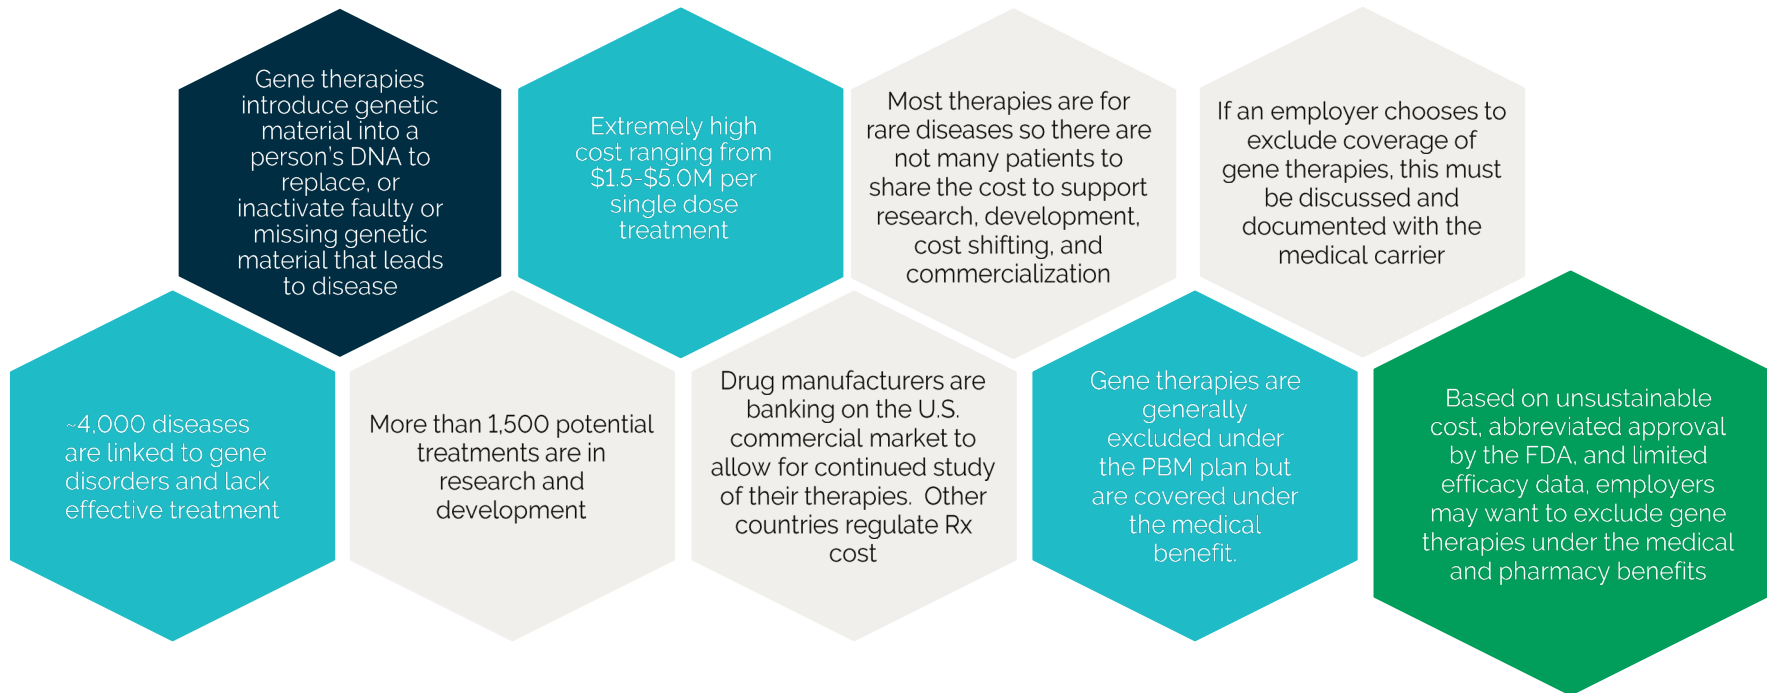 Gene therapies
introduce genetic
material into a
person's DNA to
replace, or
inactivate faulty or
missing genetic
material that leads
to disease
Extremely high
cost ranging from
$1.5-$5.0M per
single dose
treatment
Most therapies are for
rare diseases so there are
not many patients to
share the cost to support
research, development,
cost shifting, and
commercialization
If an employer chooses to
exclude coverage of
gene therapies, this must
be discussed and
documented with the
medical carrier
~4,000 diseases
are linked to gene
disorders and lack
effective treatment
More than 1,500 potential
treatments are in
research and
development
Drug manufacturers are
banking on the U.S.
commercial market to
allow for continued study
of their therapies.  Other
countries regulate Rx
cost
Gene therapies are
generally
excluded under
the PBM plan but
are covered under
the medical
benefit.
Based on unsustainable
cost, abbreviated approval
by the FDA, and limited
efficacy data, employers
may want to exclude gene
therapies under the medical
and pharmacy benefits